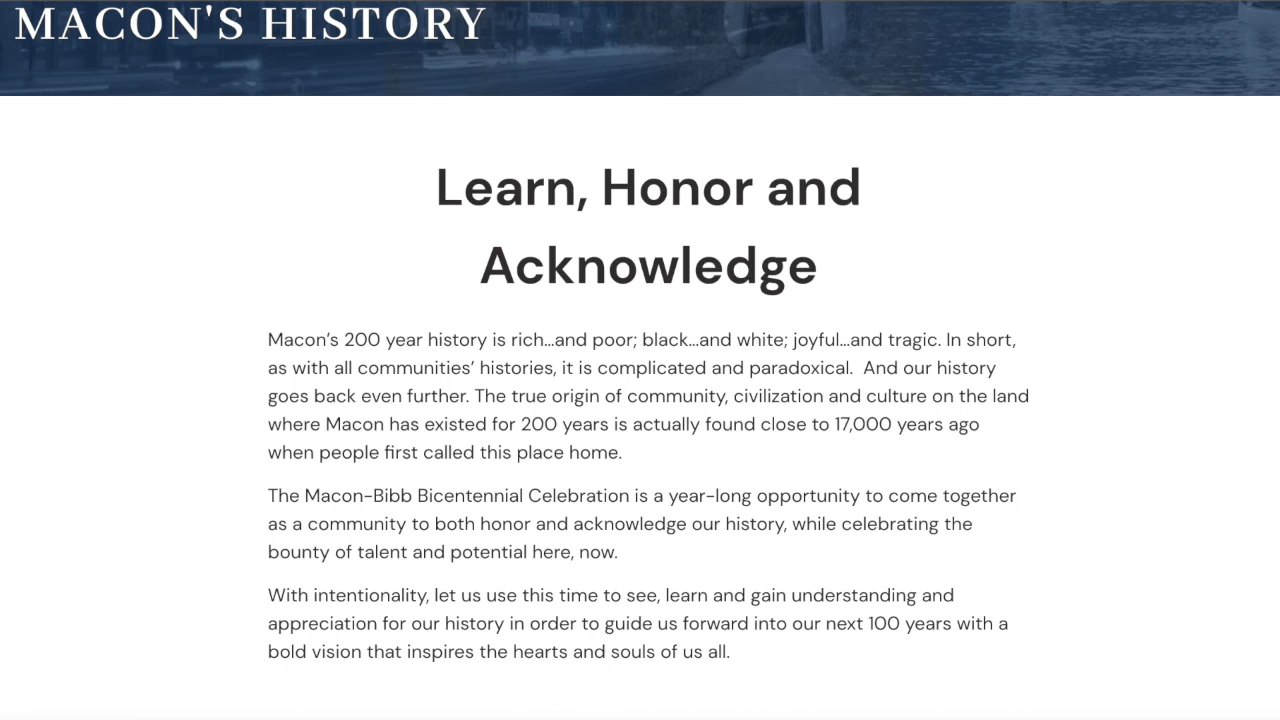 MACON'S HISTORY
Learn, Honor and
Acknowledge
Macon’s 200 year history is rich…and poor; black…and white; joyful…and tragic. In short,
as with all communities’ histories, it is complicated and paradoxical.  And our history
goes back even further. The true origin of community, civilization and culture on the land
where Macon has existed for 200 years is actually found close to 17,000 years ago
when people first called this place home.
The Macon-Bibb Bicentennial Celebration is a year-long opportunity to come together
as a community to both honor and acknowledge our history, while celebrating the
bounty of talent and potential here, now.
With intentionality, let us use this time to see, learn and gain understanding and
appreciation for our history in order to guide us forward into our next 100 years with a
bold vision that inspires the hearts and souls of us all.